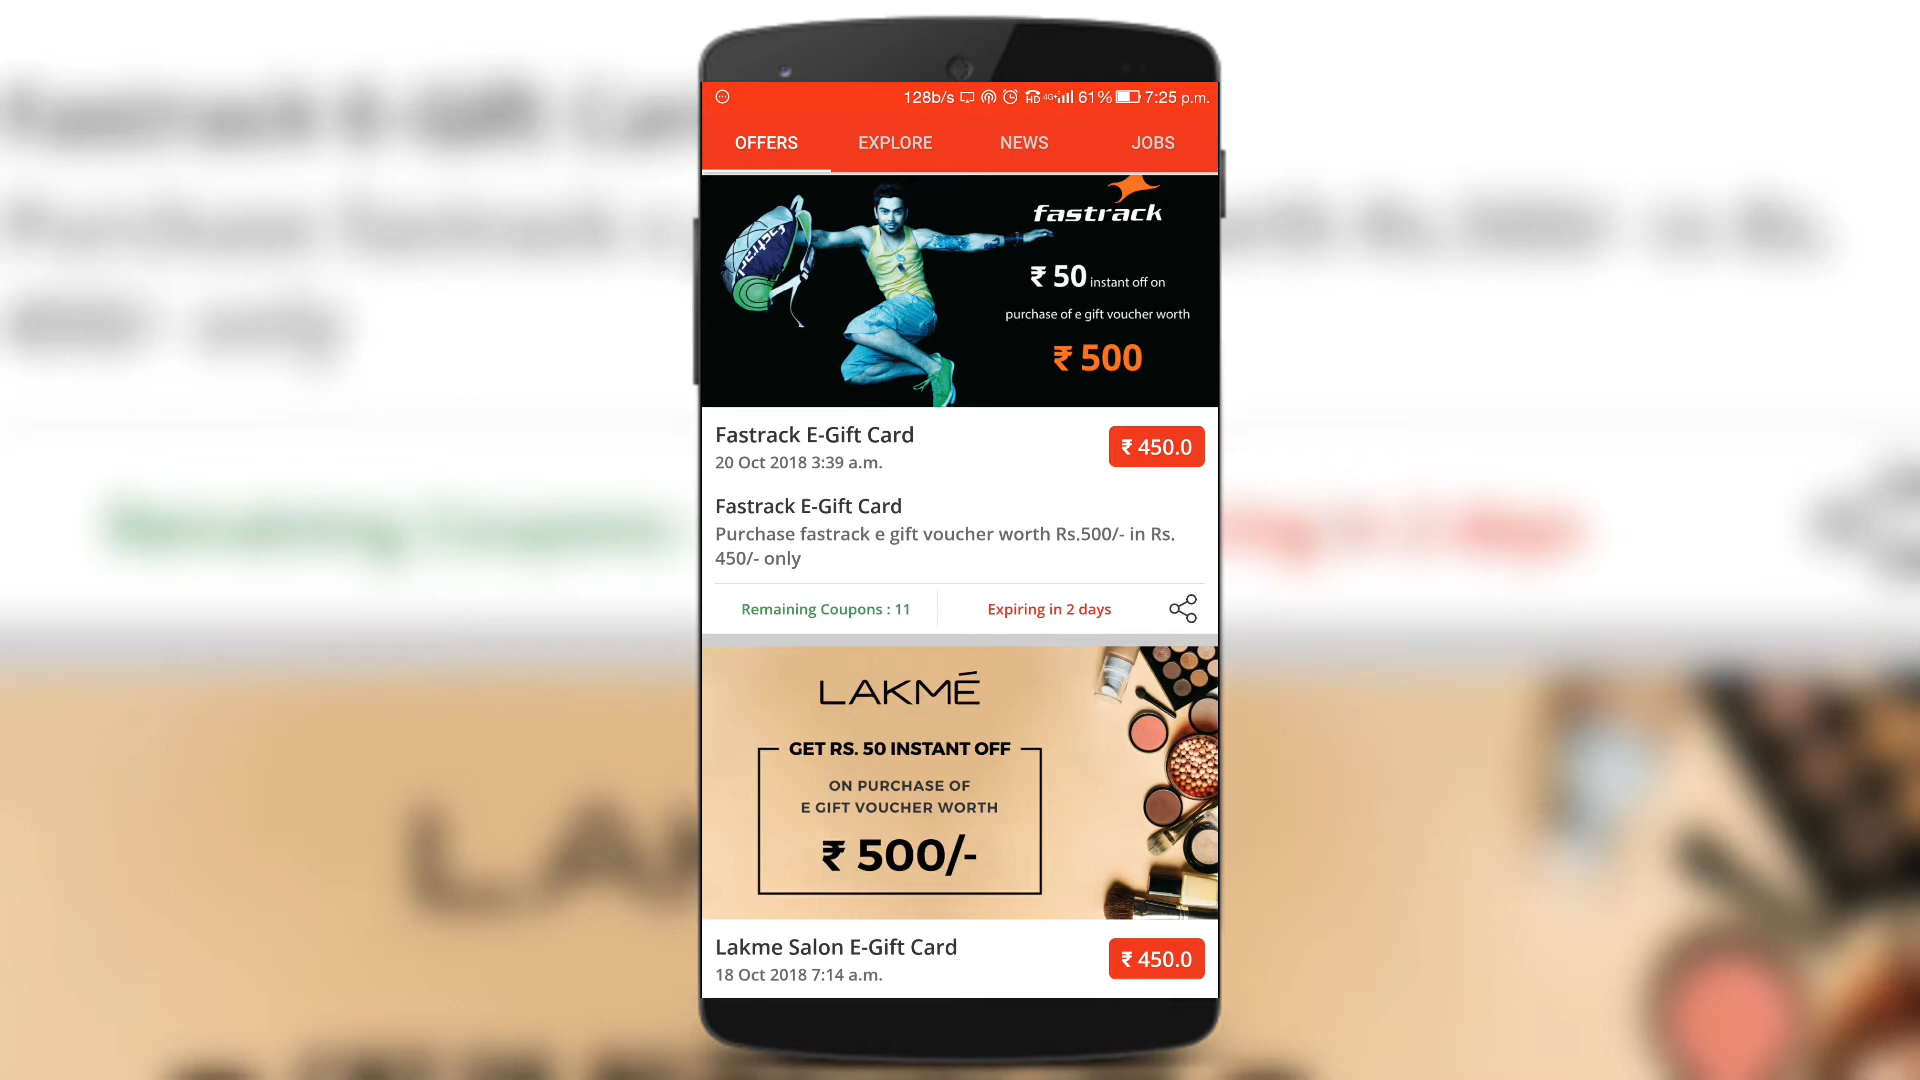 128b/s HD 4G+ 61% 7:25 p.m.
OFFERS EXPLORE NEWS JOBS
fastrack
fastrack
₹ 50 instant off on
purchase of e gift voucher worth
₹ 500
Fastrack E-Gift Card
₹ 450.0
20 Oct 2018 3:39 a.m.
Fastrack E-Gift Card
Purchase fastrack e gift voucher worth Rs.500/- in Rs.
450/- only
Remaining Coupons : 11
Expiring in 2 days
LAKMÉ
GET RS. 50 INSTANT OFF
ON PURCHASE OF
E GIFT VOUCHER WORTH
₹ 500/-
Lakme Salon E-Gift Card
₹ 450.0
18 Oct 2018 7:14 a.m.